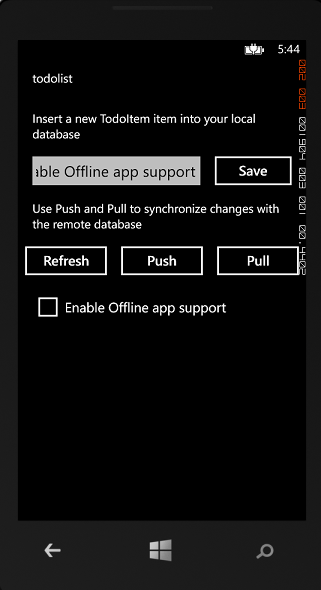 5:44
todolist
Insert a new TodoItem item into your local
database
able Offline app support
Save
Use Push and Pull to synchronize changes with
the remote database
Refresh
Push
Pull
Enable Offline app support